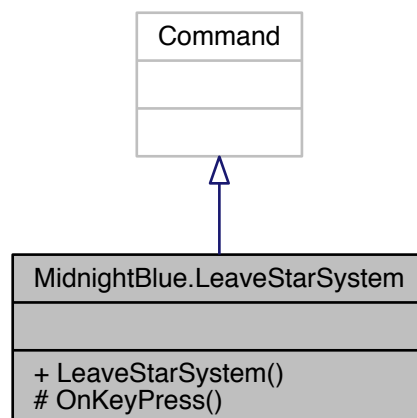 Command
MidnightBlue.LeaveStarSystem
+ LeaveStarSystem()
# OnKeyPress()